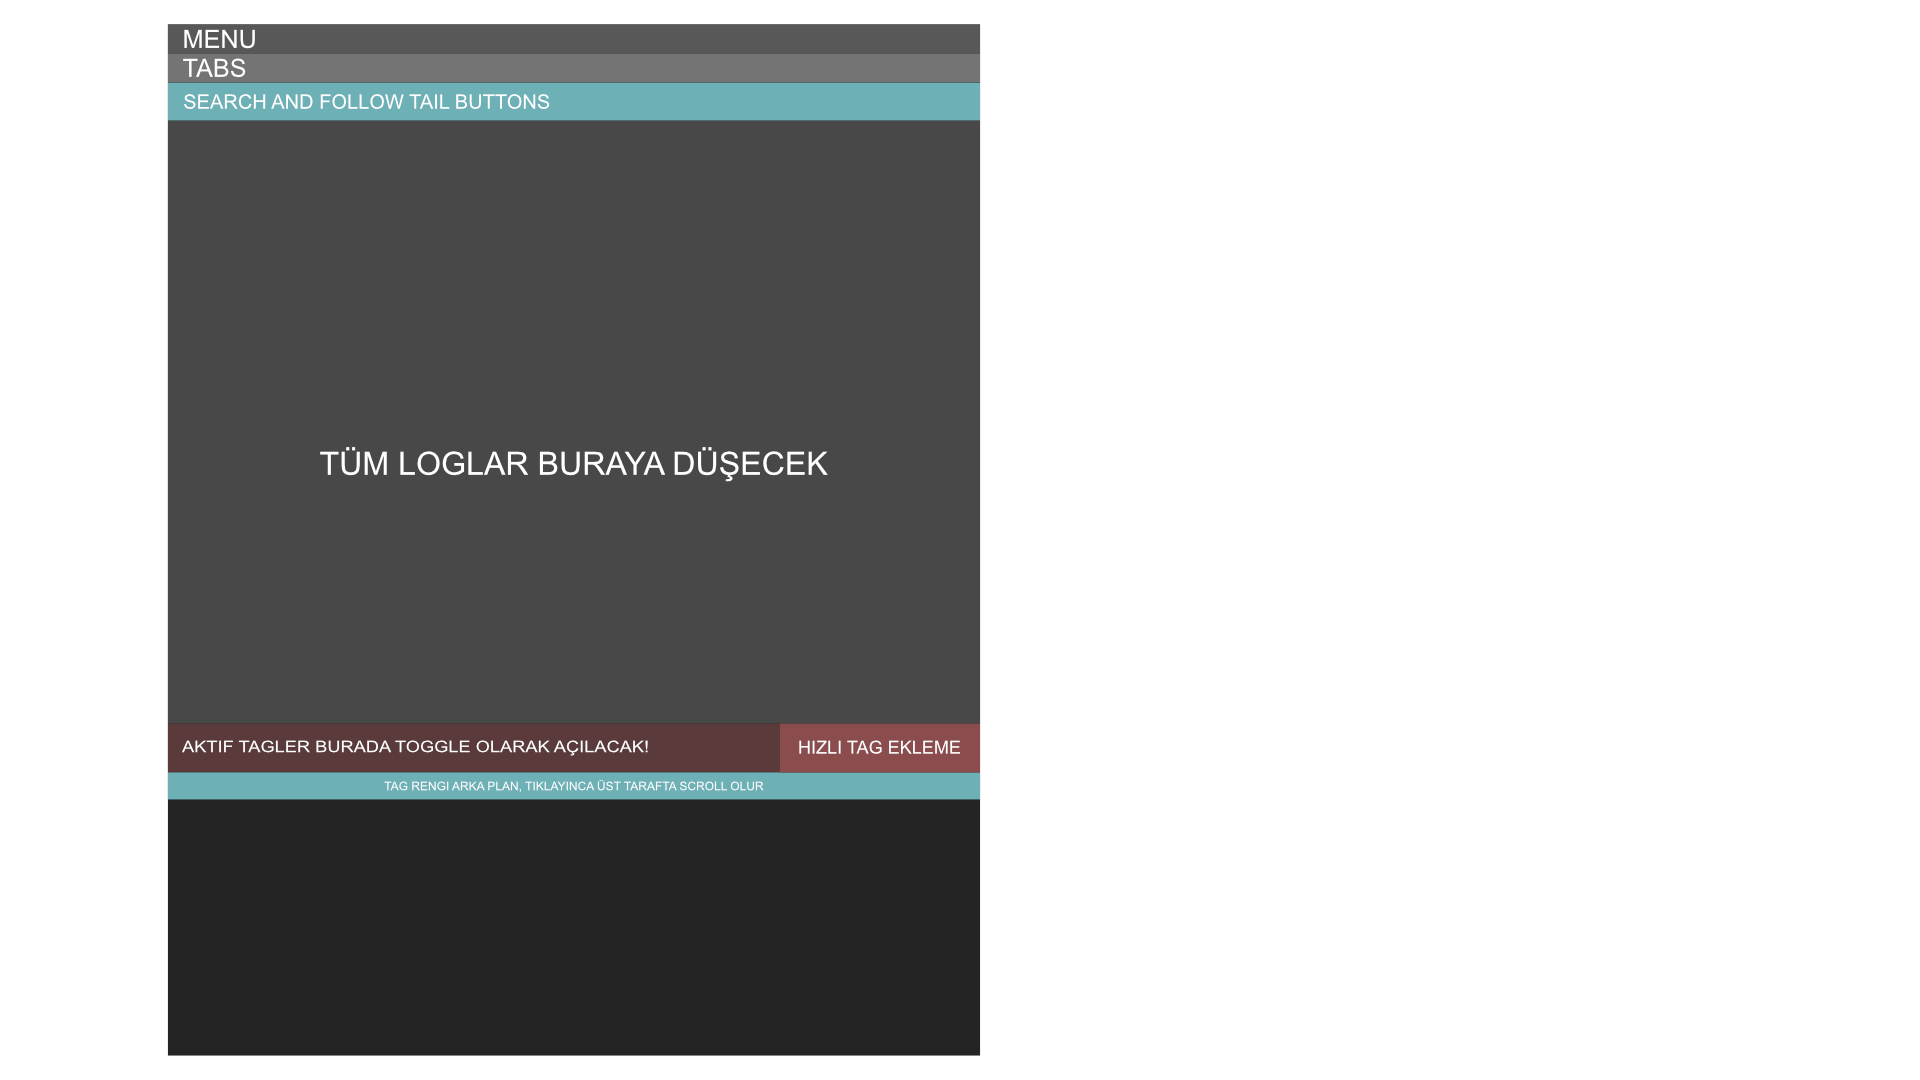 MENU
TABS
SEARCH AND FOLLOW TAIL BUTTONS
TÜM LOGLAR BURAYA DÜŞECEK
AKTIF TAGLER BURADA TOGGLE OLARAK AÇILACAK!
HIZLI TAG EKLEME
TAG RENGI ARKA PLAN, TIKLAYINCA ÜST TARAFTA SCROLL OLUR